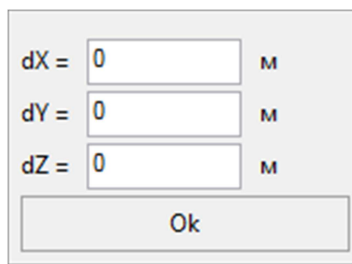 dX = 0 м
dY = 0 м
dZ = 0 м
Ok